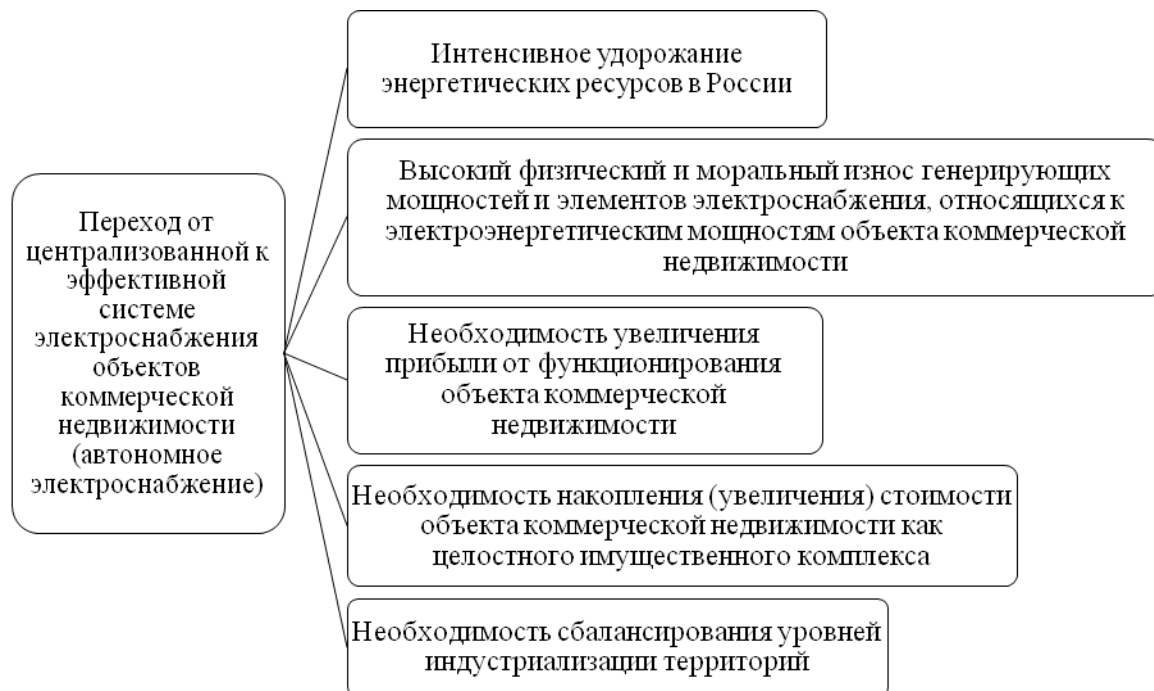 Переход от
централизованной к
эффективной
системе
электроснабжения
объектов
коммерческой
недвижимости
(автономное
электроснабжение)
Интенсивное удорожание
энергетических ресурсов в России
Высокий физический и моральный износ генерирующих
мощностей и элементов электроснабжения, относящихся к
электроэнергетическим мощностям объекта коммерческой
недвижимости
Необходимость увеличения
прибыли от функционирования
объекта коммерческой
недвижимости
Необходимость накопления (увеличения) стоимости
объекта коммерческой недвижимости как
целостного имущественного комплекса
Необходимость сбалансирования уровней
индустриализации территорий